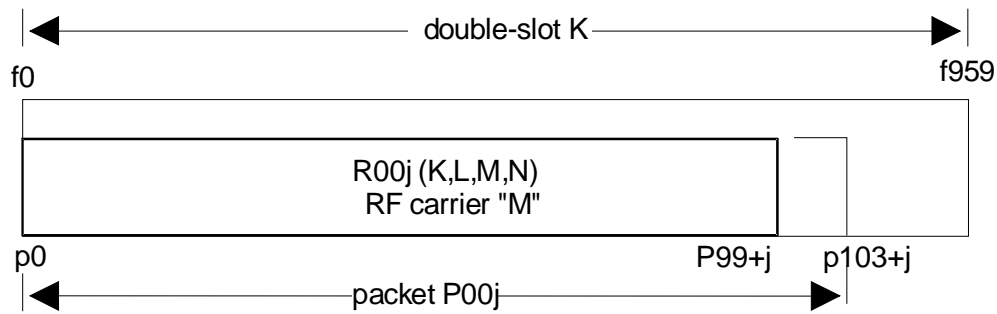 double-slot K
f0
f959
R00j (K,L,M,N)
RF carrier "M"
p0
P99+j
p103+j
packet P00j